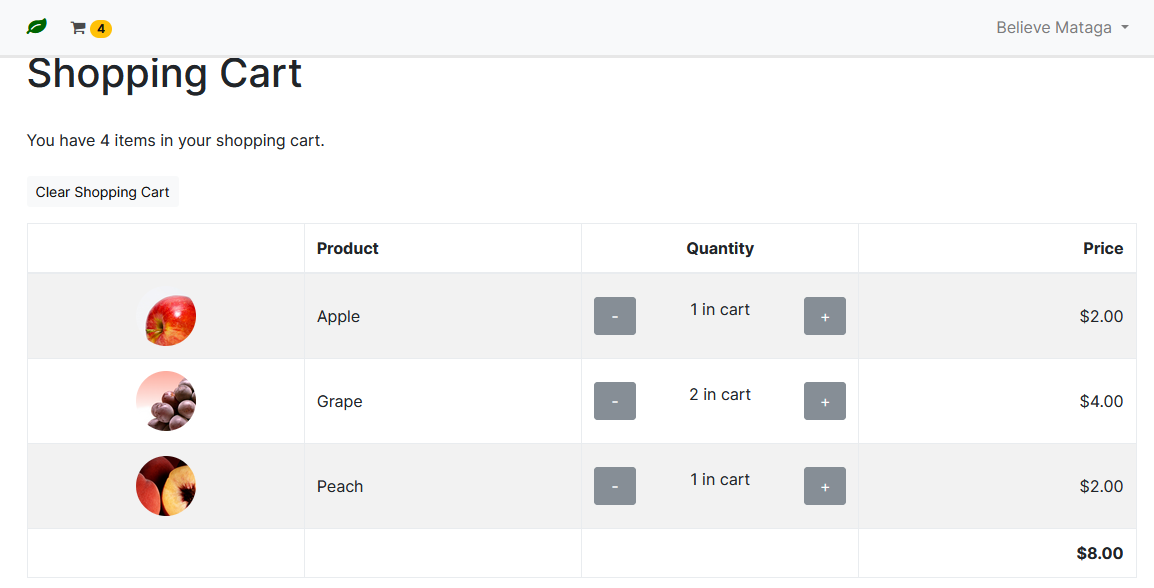 4 Believe Mataga
Shopping Cart
You have 4 items in your shopping cart.
Clear Shopping Cart
Product Quantity Price
Apple - 1 in cart + $2.00
Grape - 2 in cart + $4.00
Peach - 1 in cart + $2.00
$8.00